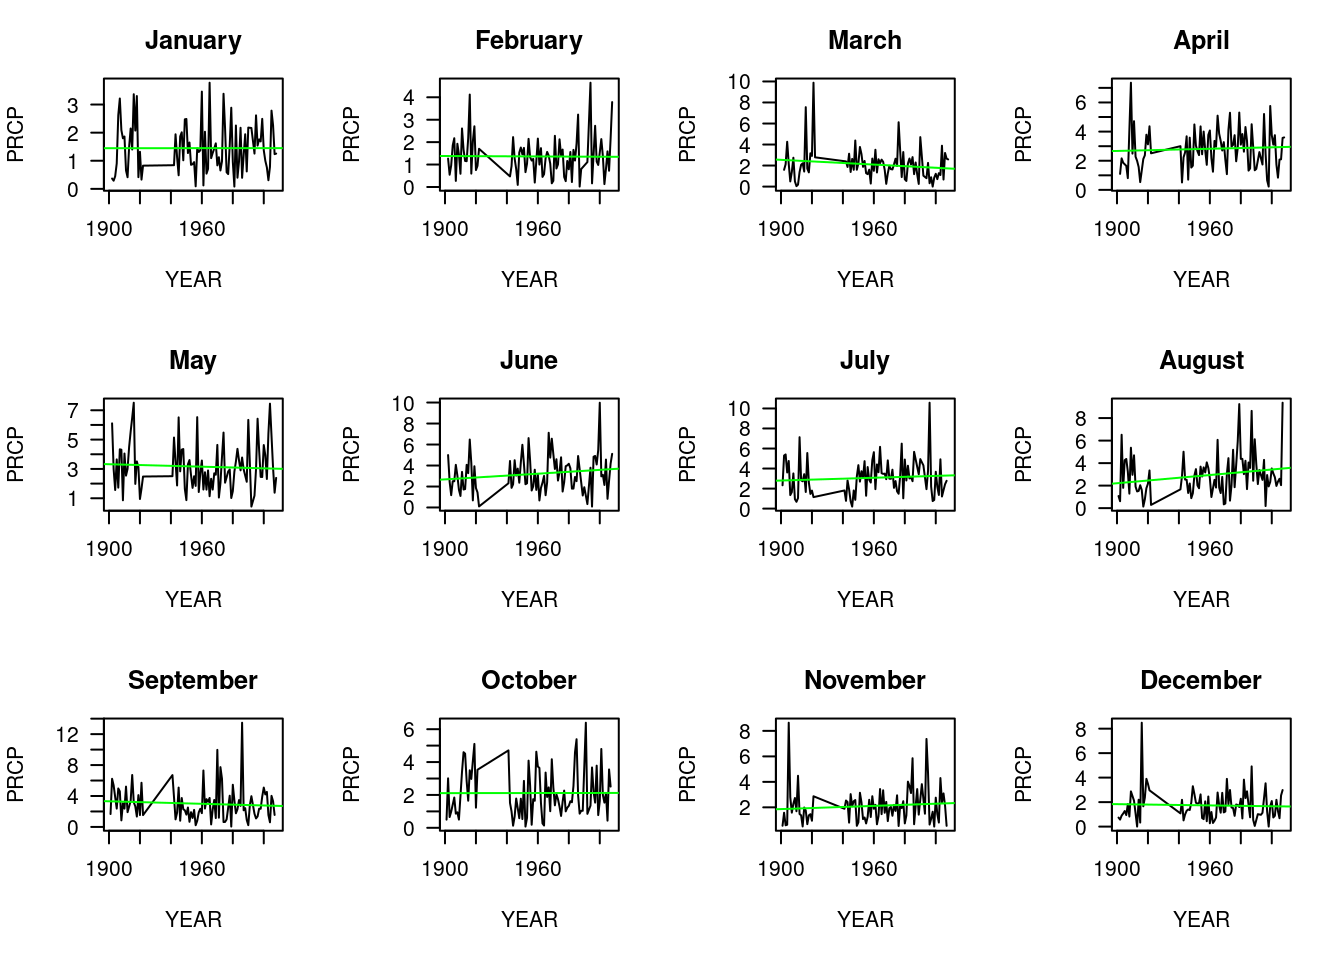 January
February
March
April
PRCP
0 1 2 3
PRCP
0 1 2 3 4
PRCP
0 2 4 6 8 10
PRCP
0 2 4 6
1900 1960
1900 1960
1900 1960
1900 1960
YEAR
YEAR
YEAR
YEAR
May
June
July
August
PRCP
1 3 5 7
PRCP
0 2 4 6 8 10
PRCP
0 2 4 6 8 10
PRCP
0 2 4 6 8
1900 1960
1900 1960
1900 1960
1900 1960
YEAR
YEAR
YEAR
YEAR
September
October
November
December
PRCP
0 4 8 12
PRCP
0 2 4 6
PRCP
2 4 6 8
PRCP
0 2 4 6 8
1900 1960
1900 1960
1900 1960
1900 1960
YEAR
YEAR
YEAR
YEAR